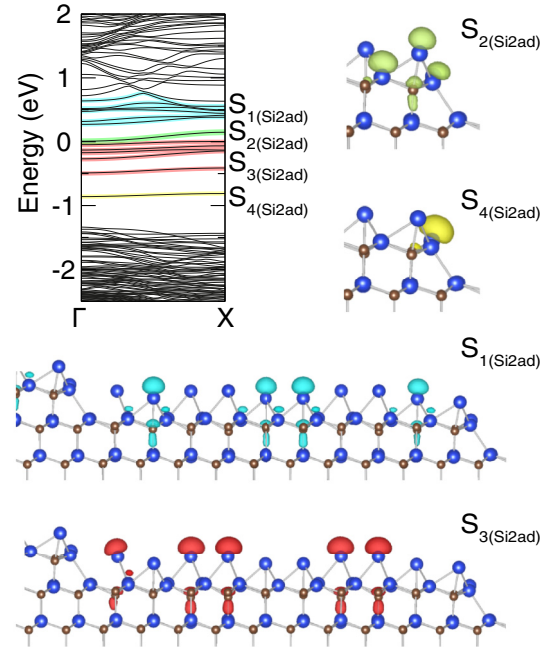 2
1
0
-1
-2
Energy (eV)
Γ X
S1(Si2ad)
S2(Si2ad)
S3(Si2ad)
S4(Si2ad)
S2(Si2ad)
S4(Si2ad)
S1(Si2ad)
S3(Si2ad)